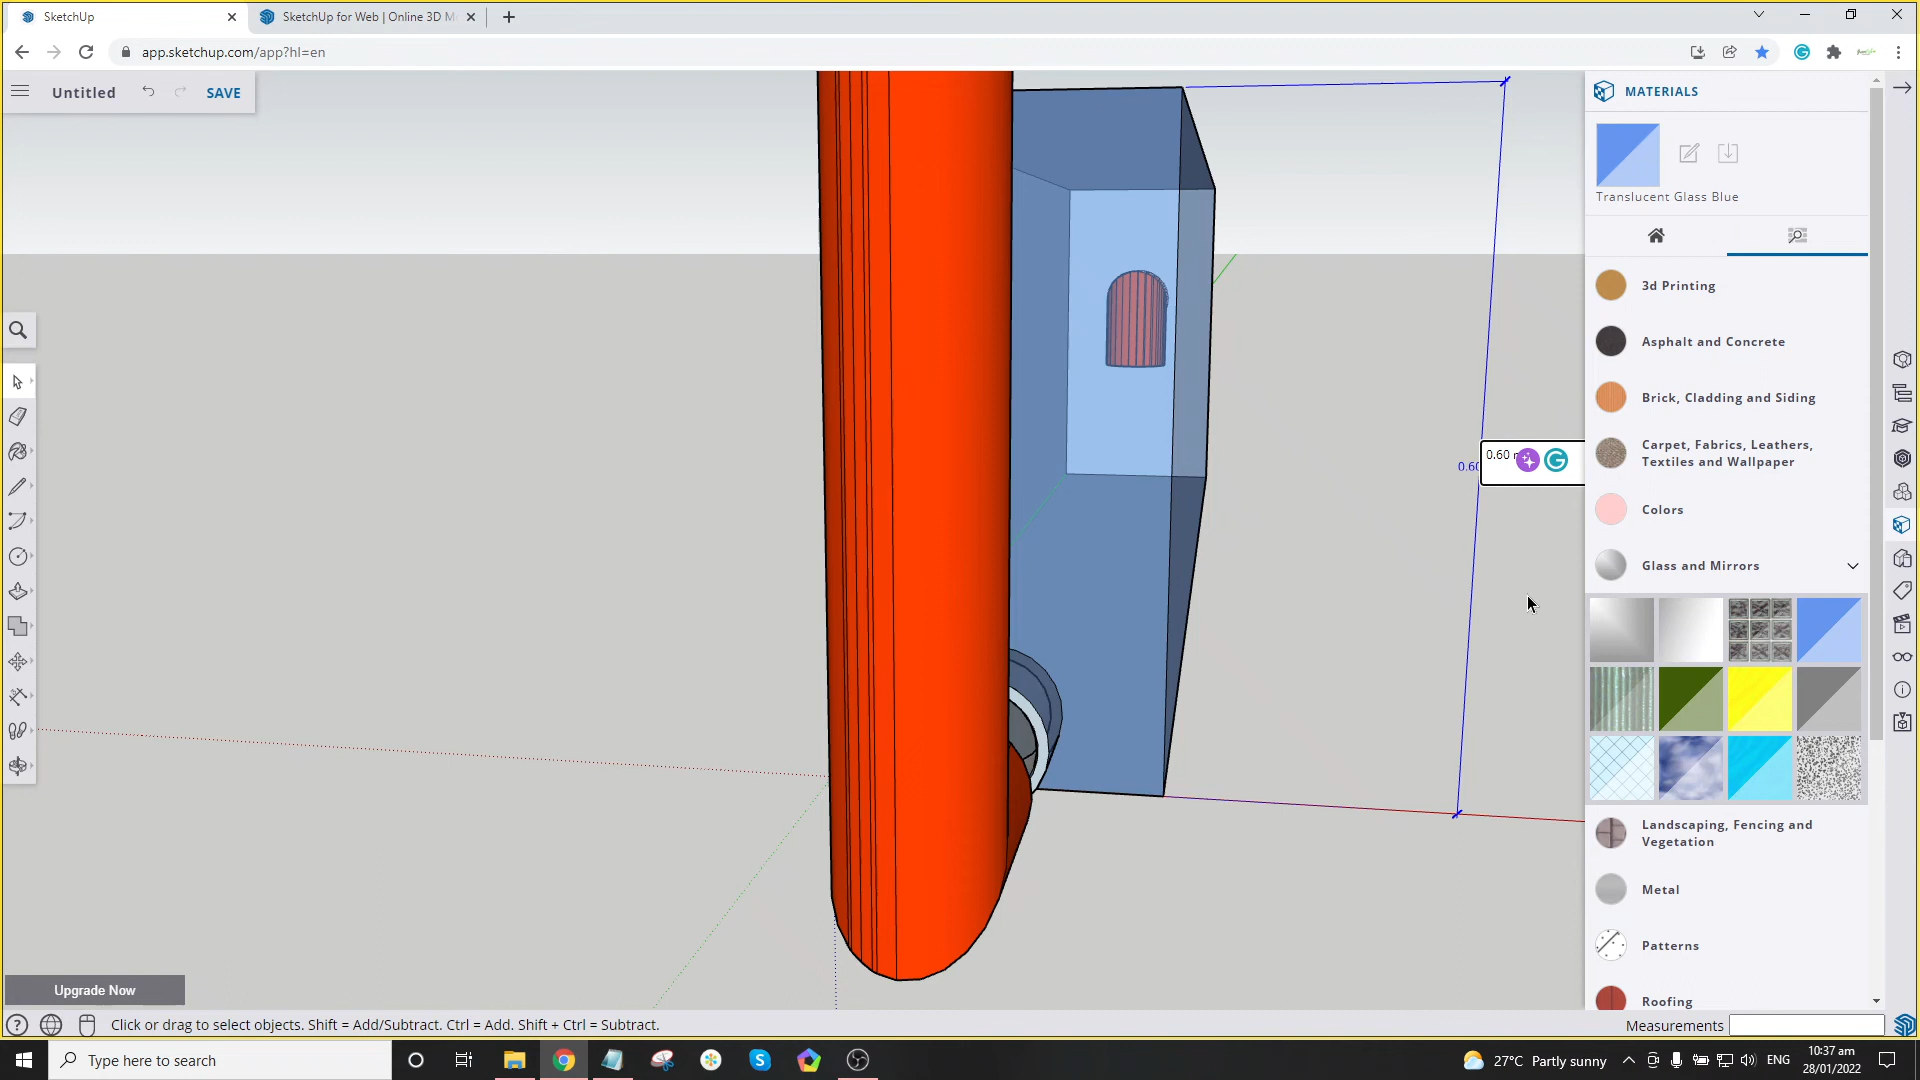 SketchUp
SketchUp for Web | Online 3D M
app.sketchup.com/app?hl=en
Untitled
SAVE
MATERIALS
Translucent Glass Blue
3d Printing
Asphalt and Concrete
Brick, Cladding and Siding
Carpet, Fabrics, Leathers,
Textiles and Wallpaper
Colors
Glass and Mirrors
Landscaping, Fencing and
Vegetation
Metal
Patterns
Roofing
0.60
0.60
Upgrade Now
Click or drag to select objects. Shift = Add/Subtract. Ctrl = Add. Shift + Ctrl = Subtract.
Measurements
Type here to search
27°C Partly sunny
ENG
10:37 am
28/01/2022